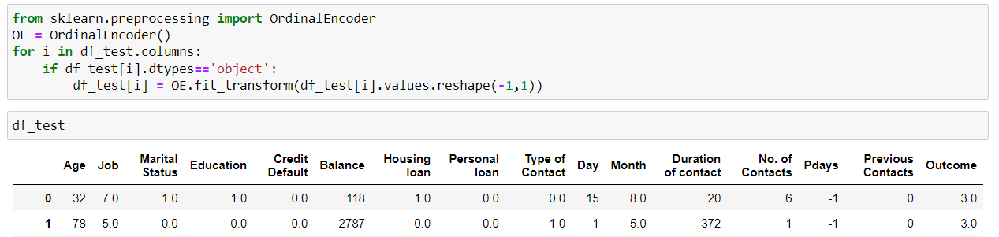 from sklearn.preprocessing import OrdinalEncoder
OE = OrdinalEncoder()
for i in df_test.columns:
    if df_test[i].dtypes=='object':
        df_test[i] = OE.fit_transform(df_test[i].values.reshape(-1,1))
df_test
Age Job Marital Status Education Credit Default Balance Housing loan Personal loan Type of Contact Day Month Duration of contact No. of Contacts Pdays Previous Contacts Outcome
0 32 7.0 1.0 1.0 0.0 118 1.0 0.0 0.0 15 8.0 20 6 -1 0 3.0
1 78 5.0 0.0 0.0 0.0 2787 0.0 0.0 1.0 1 5.0 372 1 -1 0 3.0